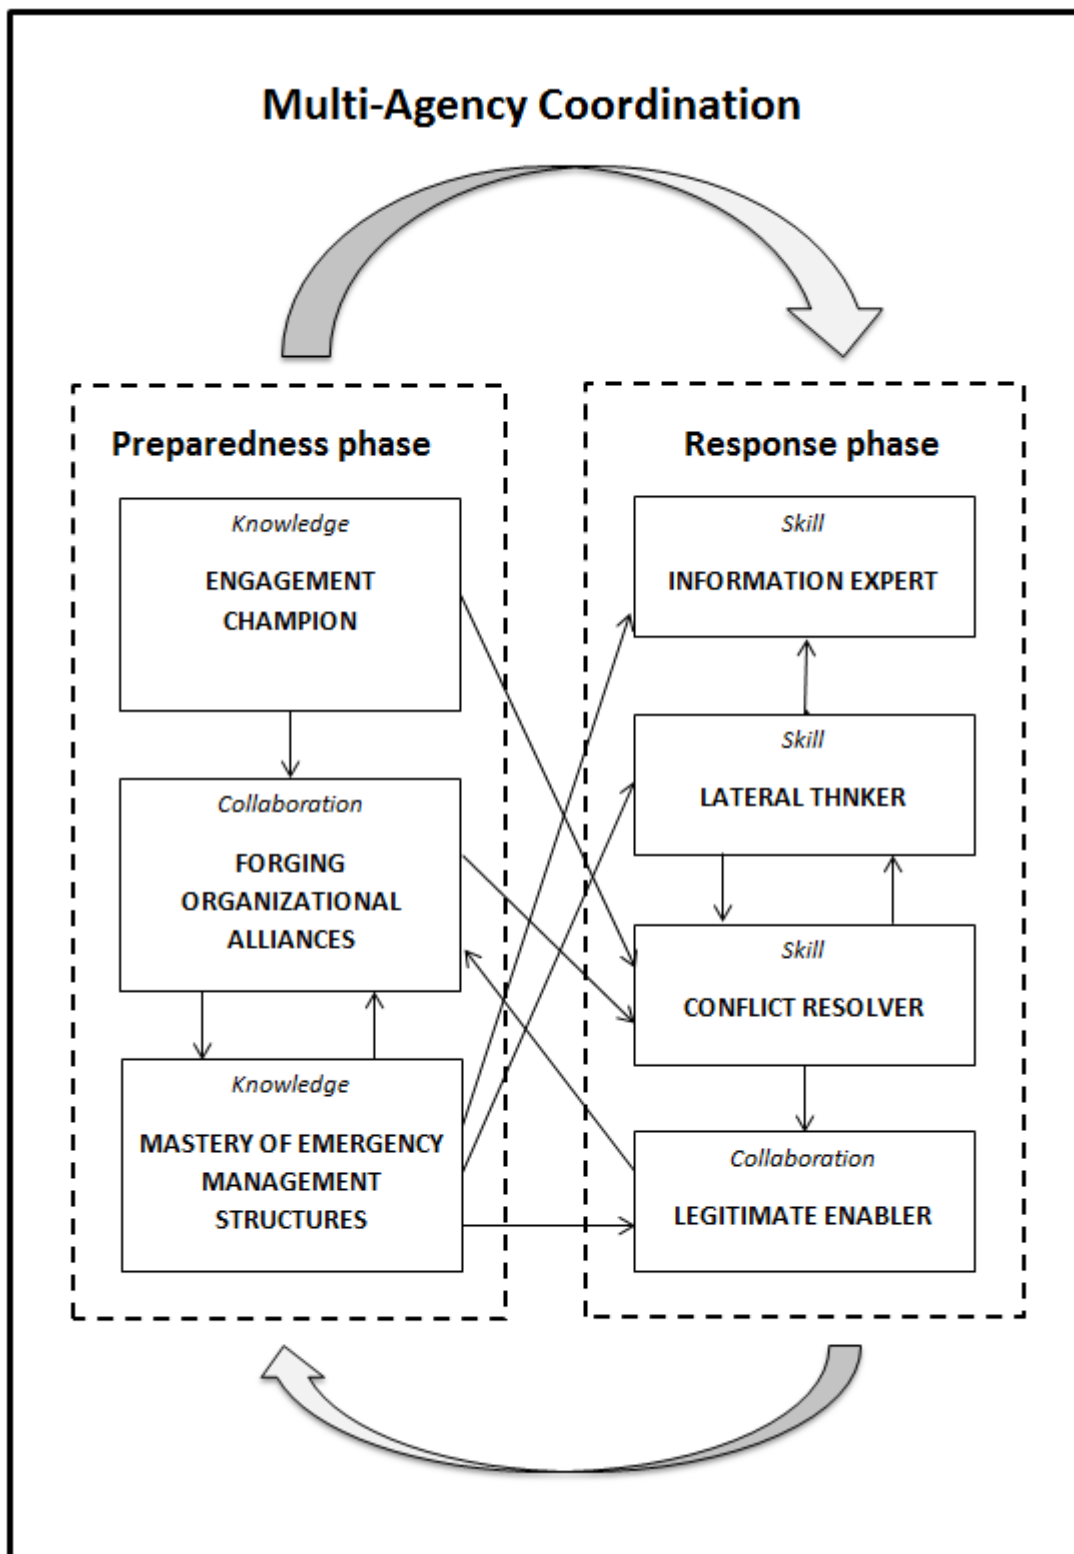 Multi-Agency Coordination
Preparedness phase
Knowledge
ENGAGEMENT
CHAMPION
Collaboration
FORGING
ORGANIZATIONAL
ALLIANCES
Knowledge
MASTERY OF EMERGENCY
MANAGEMENT
STRUCTURES
Response phase
Skill
INFORMATION EXPERT
Skill
LATERAL THNKER
Skill
CONFLICT RESOLVER
Collaboration
LEGITIMATE ENABLER